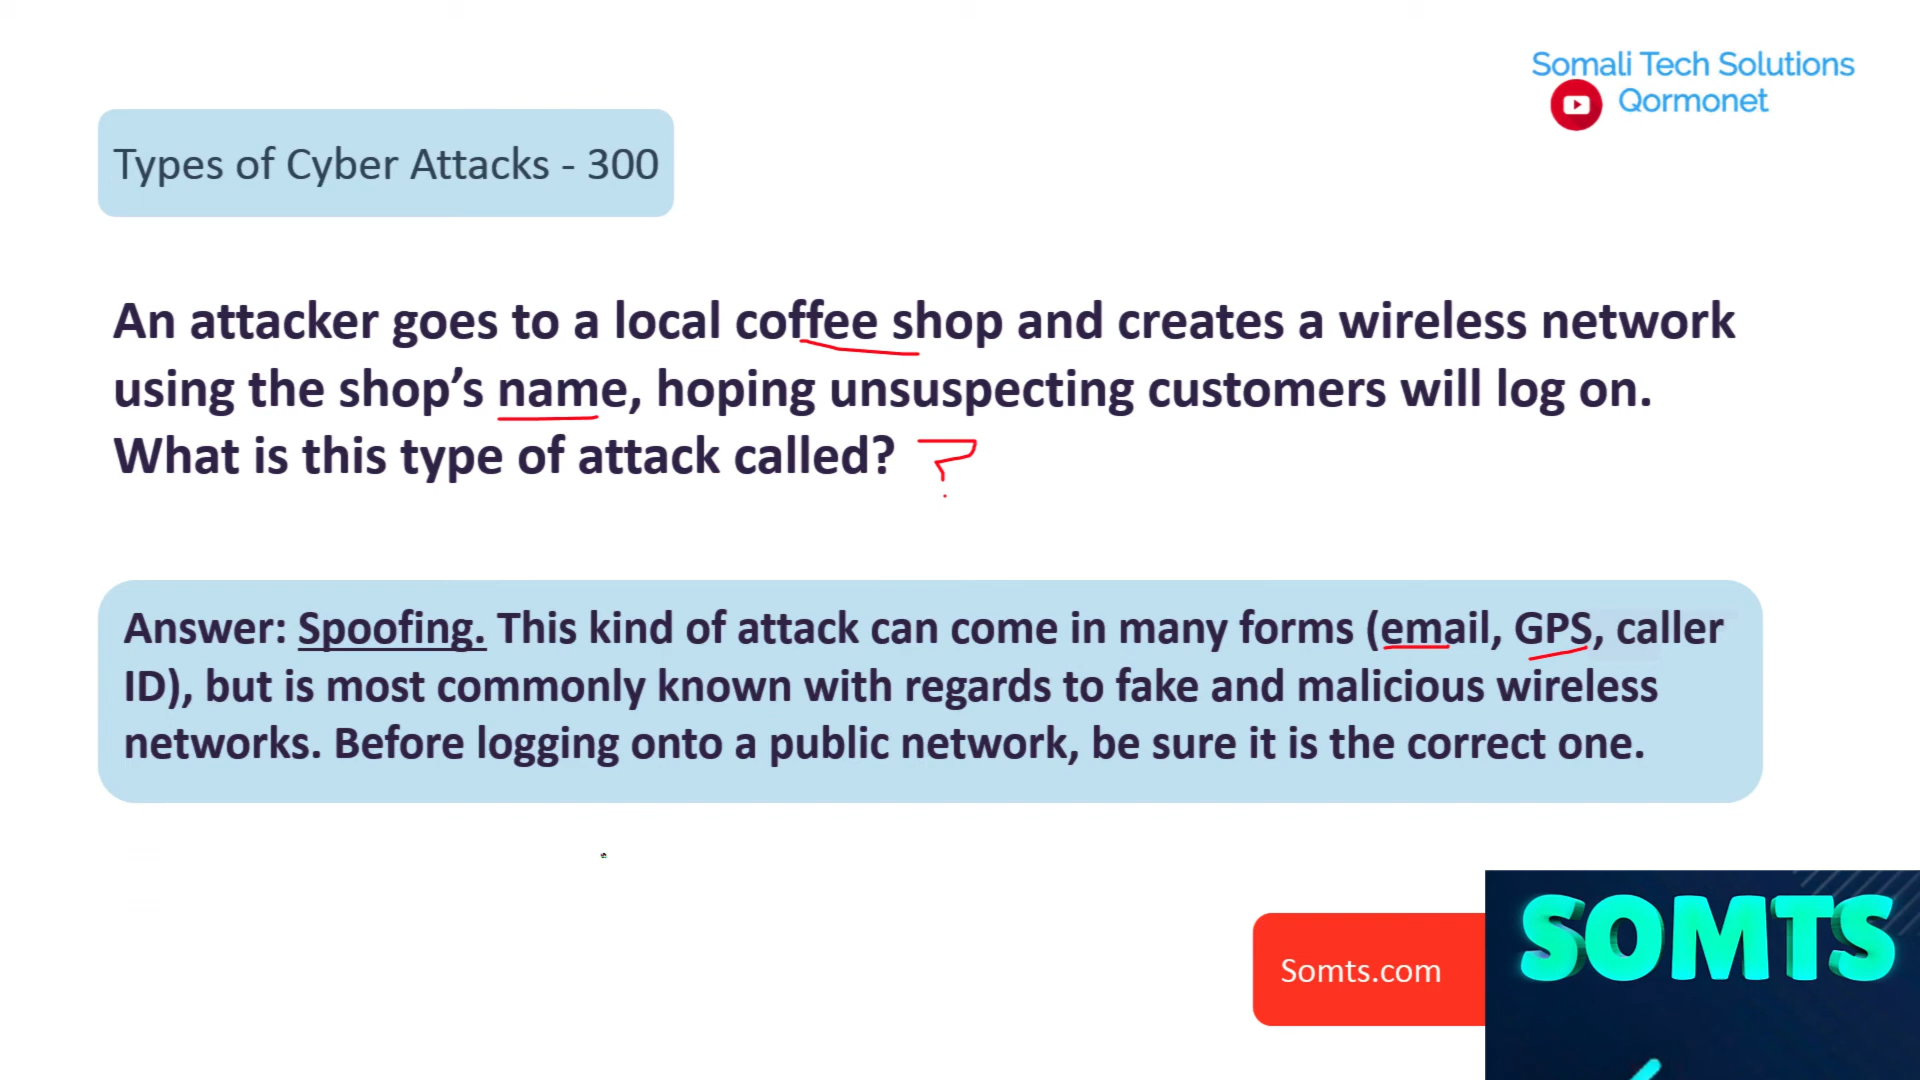 Somali Tech Solutions
Qormonet
Types of Cyber Attacks - 300
An attacker goes to a local coffee shop and creates a wireless network
using the shop’s name, hoping unsuspecting customers will log on.
What is this type of attack called? ?
Answer: Spoofing. This kind of attack can come in many forms (email, GPS, caller
ID), but is most commonly known with regards to fake and malicious wireless
networks. Before logging onto a public network, be sure it is the correct one.
Somts.com
SOMTS